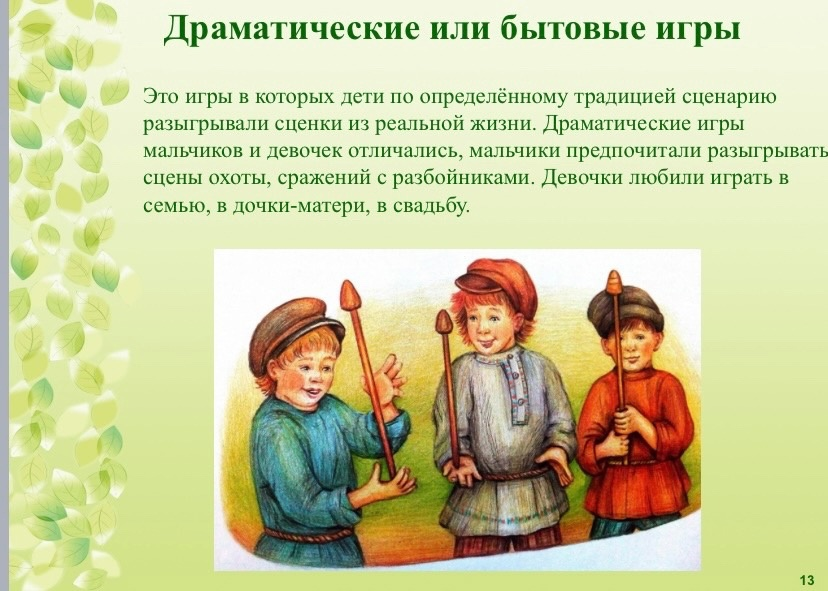 Драматические или бытовые игры
Это игры в которых дети по определённому традицией сценарию
разыгрывали сценки из реальной жизни. Драматические игры
мальчиков и девочек отличались, мальчики предпочитали разыгрывать
сцены охоты, сражений с разбойниками. Девочки любили играть в
семью, в дочки-матери, в свадьбу.
13